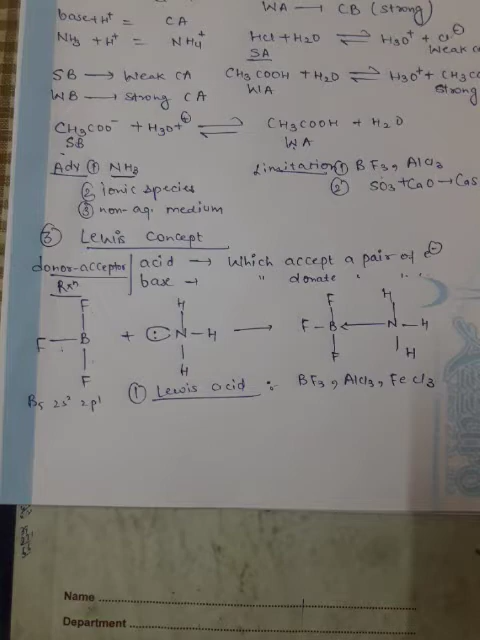 base + H⁺ = CA
WA → CB (strong)
NH₃ + H⁺ = NH₄⁺
HCl + H₂O ⇌ H₃O⁺ + Cl⊖
SA
Weak
SB → Weak CA
CH₃COOH + H₂O ⇌ H₃O⁺ + CH₃CO
WA
Strong
WB → strong CA
CH₃COO⁻ + H₃O⁺ ⇌ CH₃COOH + H₂O
SB
WA
Adv ① NH₃
② ionic species
③ non-aq. medium
Limitation ① BF₃, AlCl₃
② SO₃ + CaO → CaS
③ Lewis Concept
donor-acceptor
Rxⁿ
acid → Which accept a pair of e⊖
base → " donate " " "
F
F — B
F
+ : N — H
H
H
→
F
F – B ← N – H
F
H
H
B₅ 2s² 2p¹
① Lewis acid :- BF₃, AlCl₃, FeCl₃
Name
Department